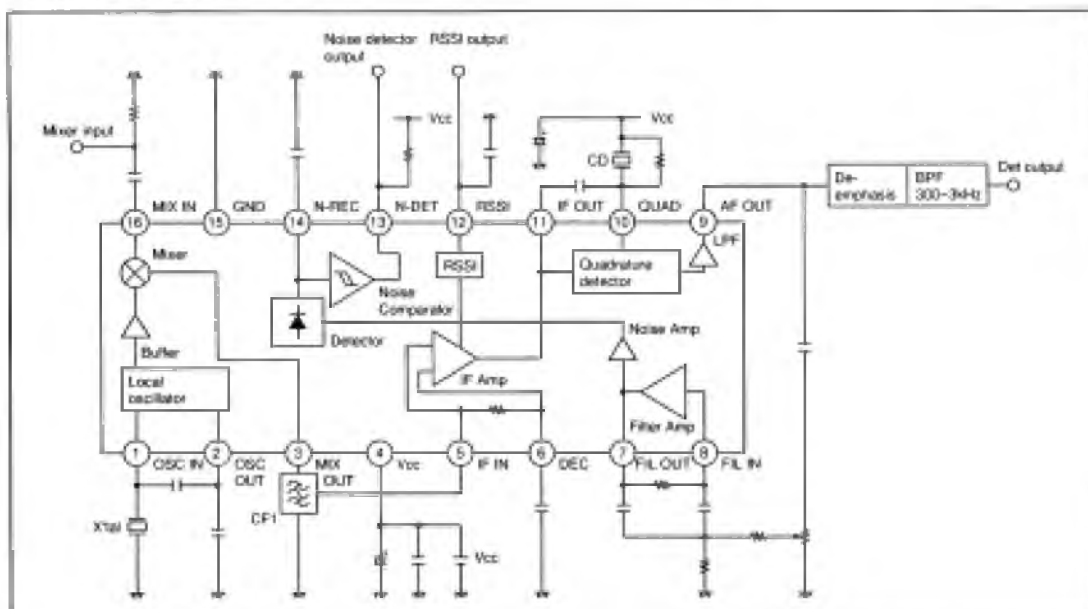 Noise detector RSSI output
output
Vcc
Vcc
Mixer input
CD
De-
emphasis
BPF
300~3kHz
Det output
16
MIX IN
15
GND
14
N-REC
13
N-DET
12
RSSI
11
IF OUT
10
QUAD
9
AF OUT
Mixer
RSSI
Quadrature
detector
LPF
Noise
Comparator
Detector
Noise Amp
Buffer
IF Amp
Local
oscillator
Filter Amp
1
OSC IN
2
OSC
OUT
3
MIX
OUT
4
Vcc
5
IF IN
6
DEC
7
FIL OUT
8
FIL IN
X'tal
CF1
Vcc